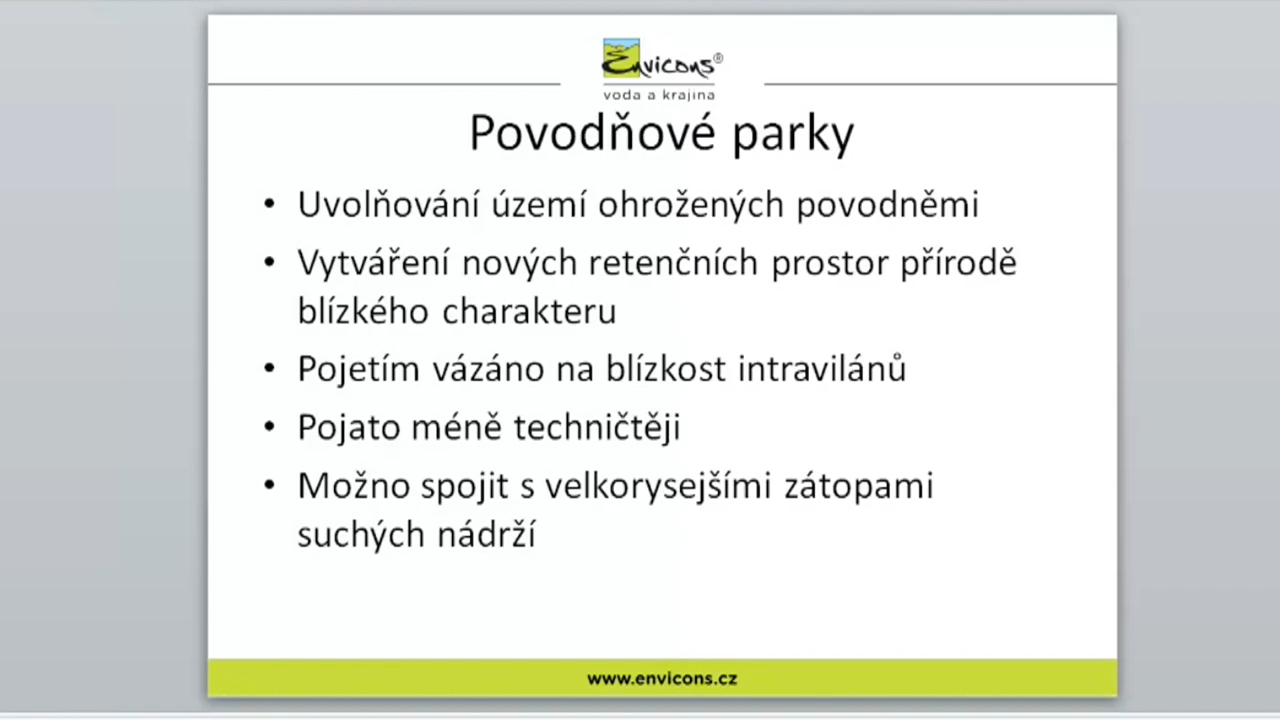 Envicons®
voda a krajina
Povodňové parky
• Uvolňování území ohrožených povodněmi
• Vytváření nových retenčních prostor přírodě
blízkého charakteru
• Pojetím vázáno na blízkost intravilánů
• Pojato méně techničtěji
• Možno spojit s velkorysejšími zátopami
suchých nádrží
www.envicons.cz